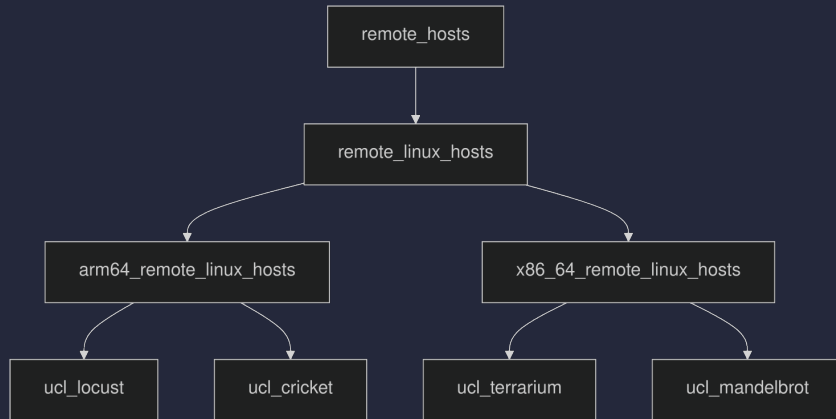 remote_hosts
remote_linux_hosts
arm64_remote_linux_hosts
x86_64_remote_linux_hosts
ucl_locust
ucl_cricket
ucl_terrarium
ucl_mandelbrot